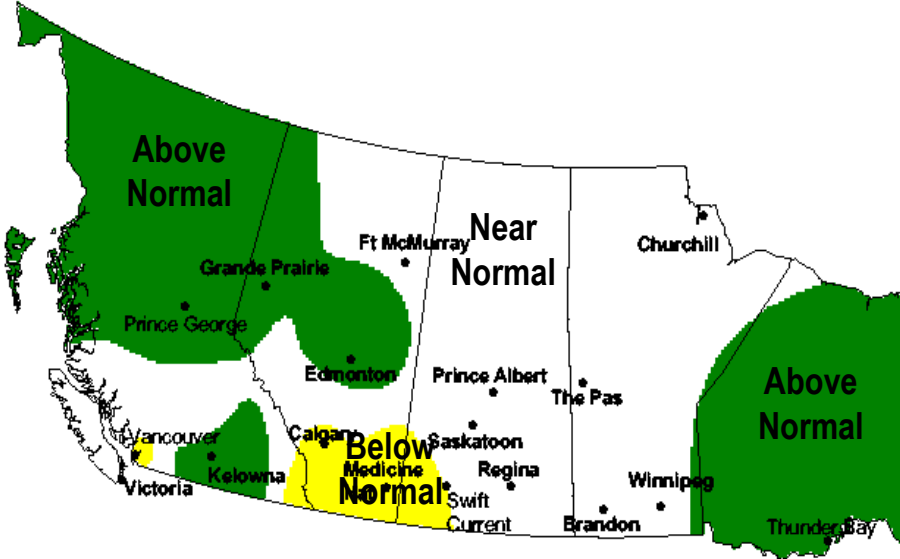 Above
Normal
Near
Normal
Ft McMurray
Churchill
Grande Prairie
Prince George
Edmonton
Prince Albert
The Pas
Above
Normal
Vancouver
Calgary
Below
Normal
Saskatoon
Kelowna
Medicine
Hat
Regina
Winnipeg
Victoria
Swift
Current
Brandon
Thunder Bay